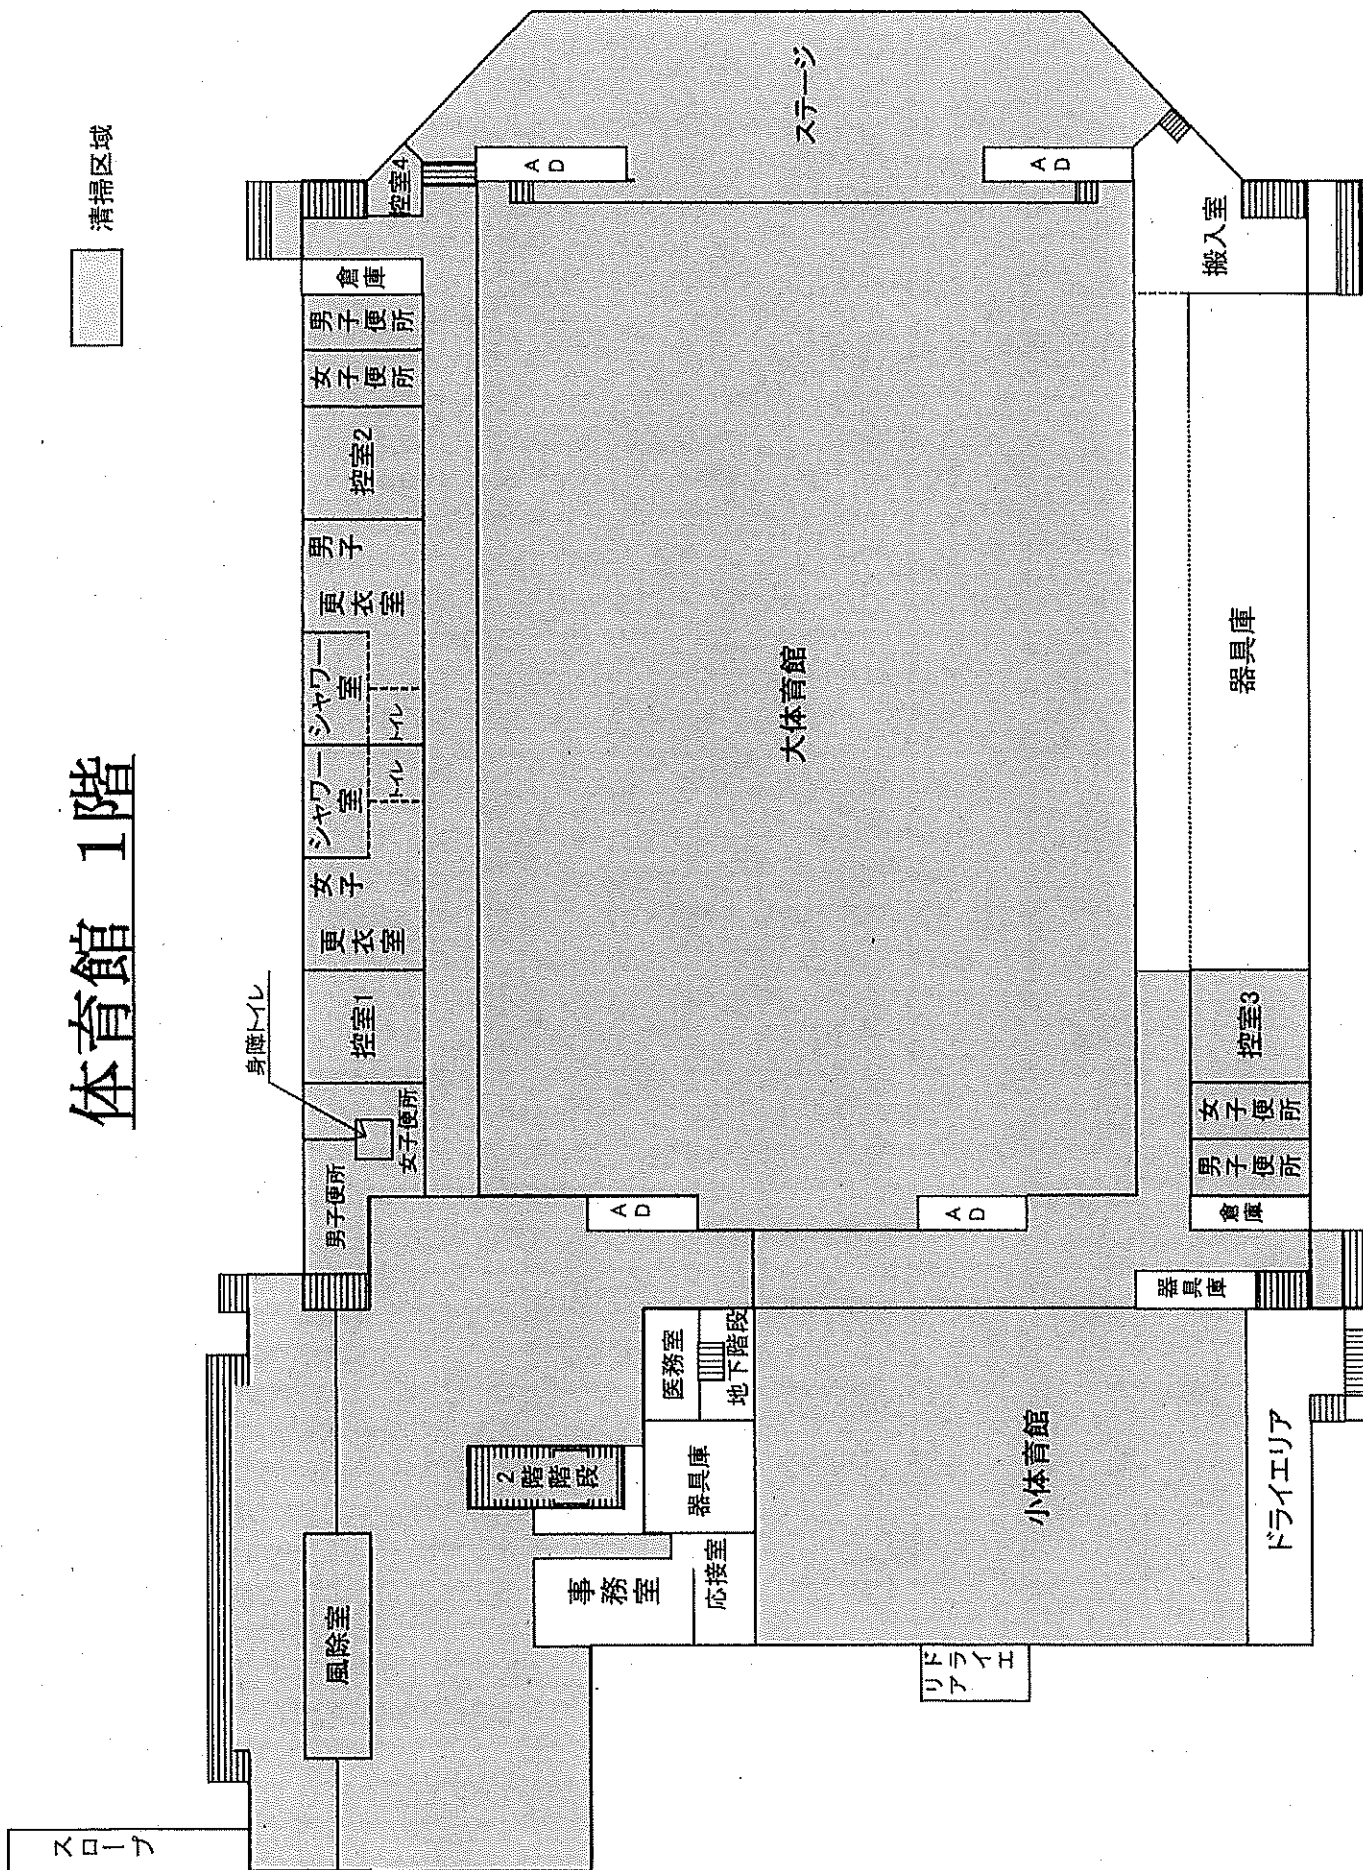 体育館 1階
清掃区域
スロープ
風除室
男子便所
身障トイレ
女子便所
控室1
女子
更衣室
シャワー
室
トイレ
シャワー
室
トイレ
男子
更衣室
控室2
女子
便所
男子
便所
倉庫
控室4
AD
ステージ
AD
大体育館
AD
AD
2階階段
事務室
応接室
器具庫
医務室
地下階段
小体育館
ドライエリア
ドライエリア
器具庫
倉庫
男子
便所
女子
便所
控室3
器具庫
搬入室